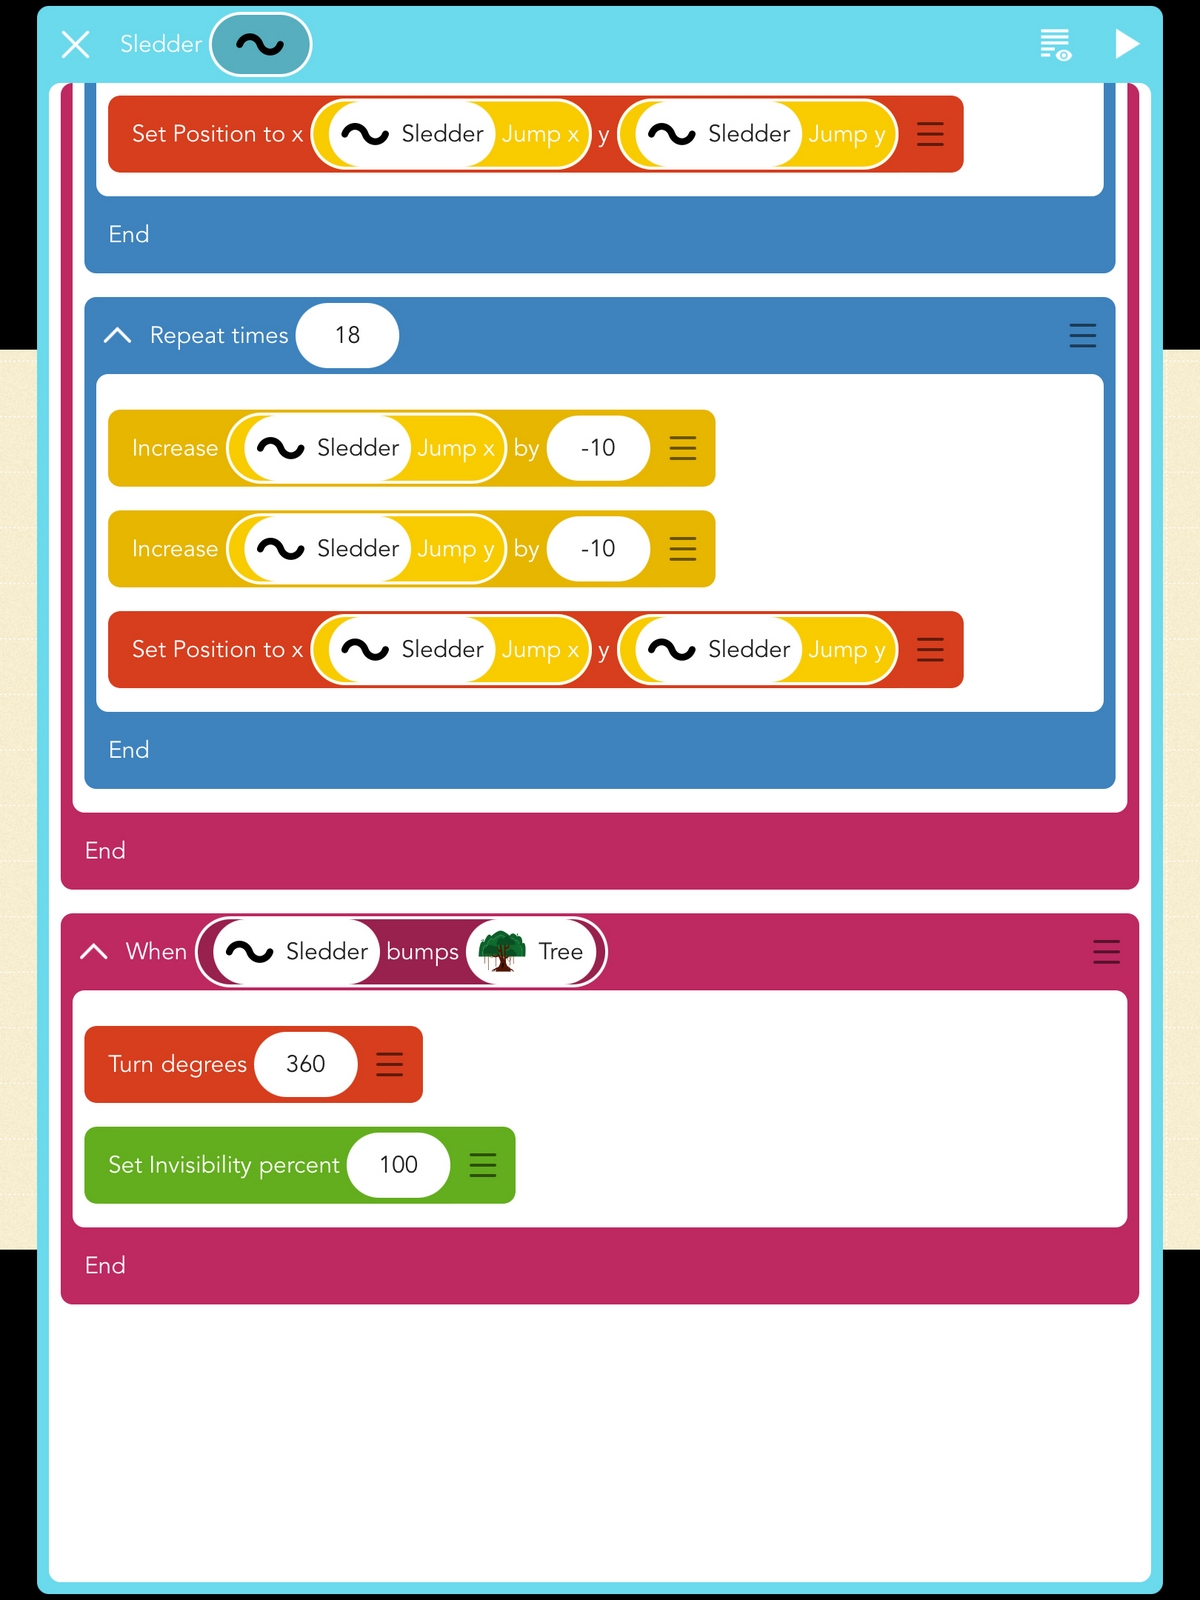 Sledder
Set Position to x Sledder Jump x y Sledder Jump y
End
Repeat times 18
Increase Sledder Jump x by -10
Increase Sledder Jump y by -10
Set Position to x Sledder Jump x y Sledder Jump y
End
End
When Sledder bumps Tree
Turn degrees 360
Set Invisibility percent 100
End